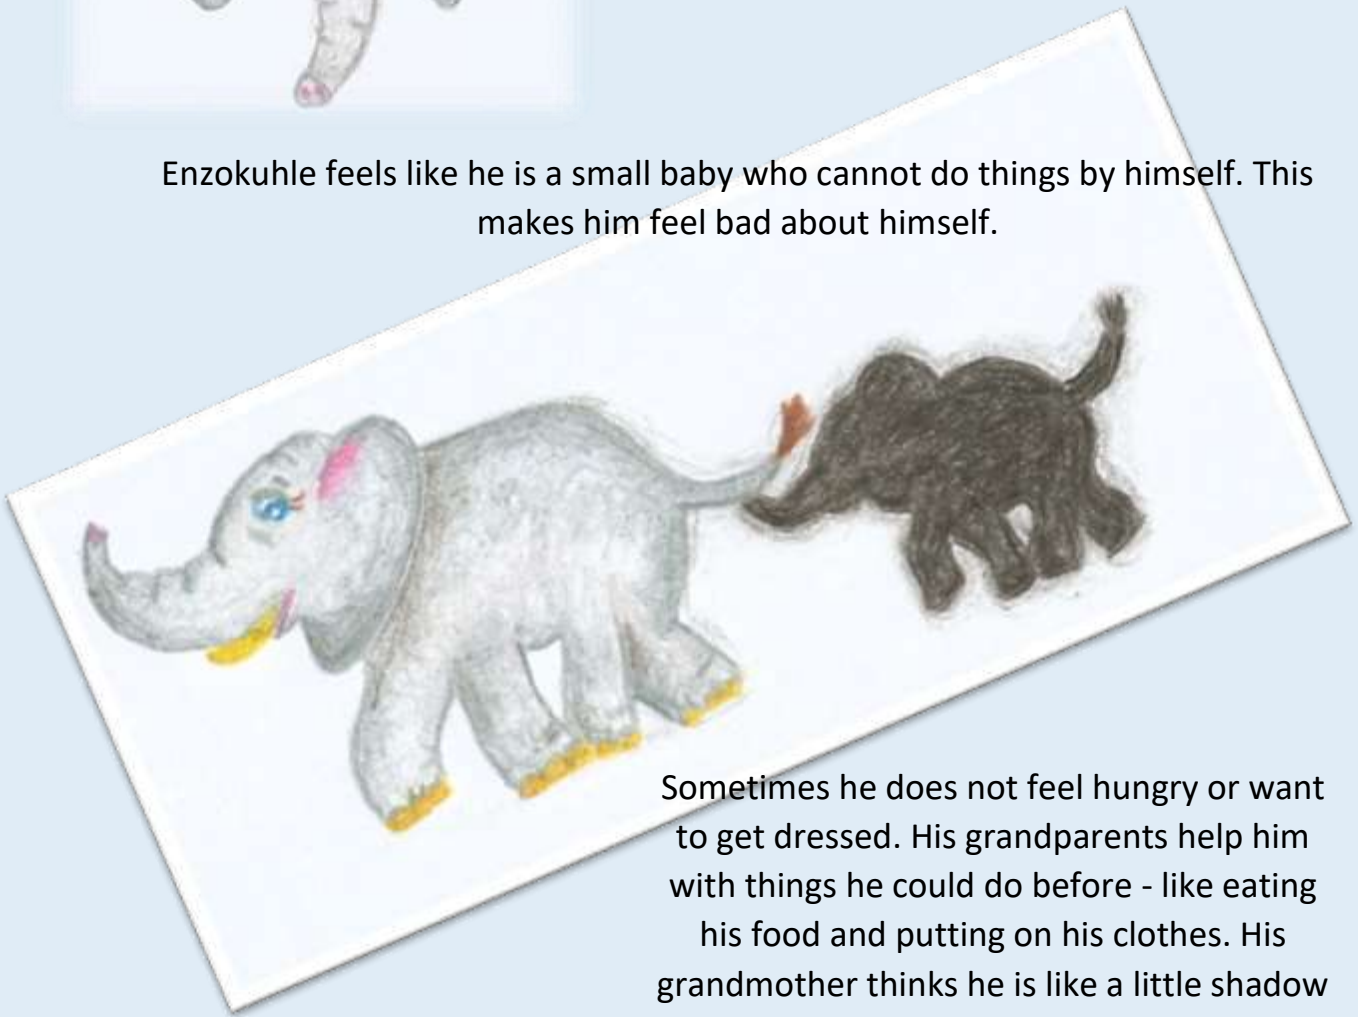 Enzokuhle feels like he is a small baby who cannot do things by himself. This
makes him feel bad about himself.
Sometimes he does not feel hungry or want
to get dressed. His grandparents help him
with things he could do before - like eating
his food and putting on his clothes. His
grandmother thinks he is like a little shadow